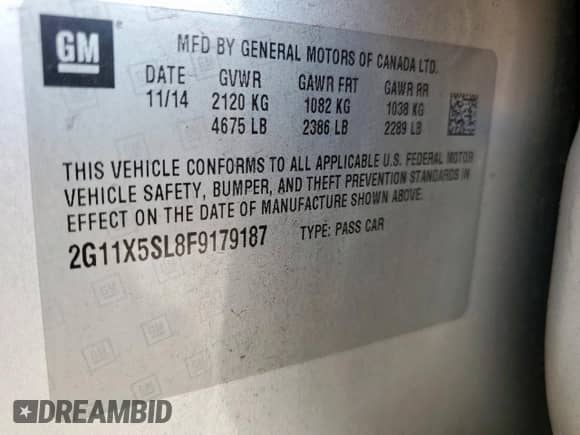 GM
MFD BY GENERAL MOTORS OF CANADA LTD.
DATE GVWR GAWR FRT GAWR RR
11/14 2120 KG 1082 KG 1038 KG
4675 LB 2386 LB 2289 LB
THIS VEHICLE CONFORMS TO ALL APPLICABLE U.S. FEDERAL MOTOR
VEHICLE SAFETY, BUMPER, AND THEFT PREVENTION STANDARDS IN
EFFECT ON THE DATE OF MANUFACTURE SHOWN ABOVE.
2G11X5SL8F9179187 TYPE: PASS CAR
DREAMBID